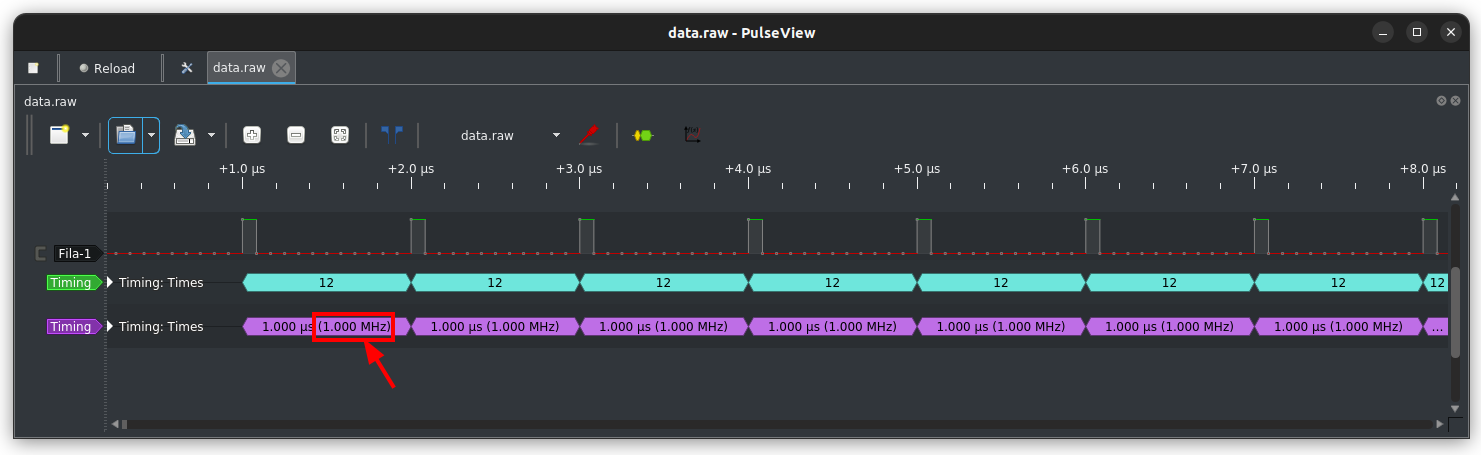 data.raw - PulseView
Reload data.raw
data.raw
data.raw
+1.0 µs +2.0 µs +3.0 µs +4.0 µs +5.0 µs +6.0 µs +7.0 µs +8.0 µs
Fila-1
Timing Timing: Times 12 12 12 12 12 12 12 12
Timing Timing: Times 1.000 µs (1.000 MHz) 1.000 µs (1.000 MHz) 1.000 µs (1.000 MHz) 1.000 µs (1.000 MHz) 1.000 µs (1.000 MHz) 1.000 µs (1.000 MHz) 1.000 µs (1.000 MHz) ...